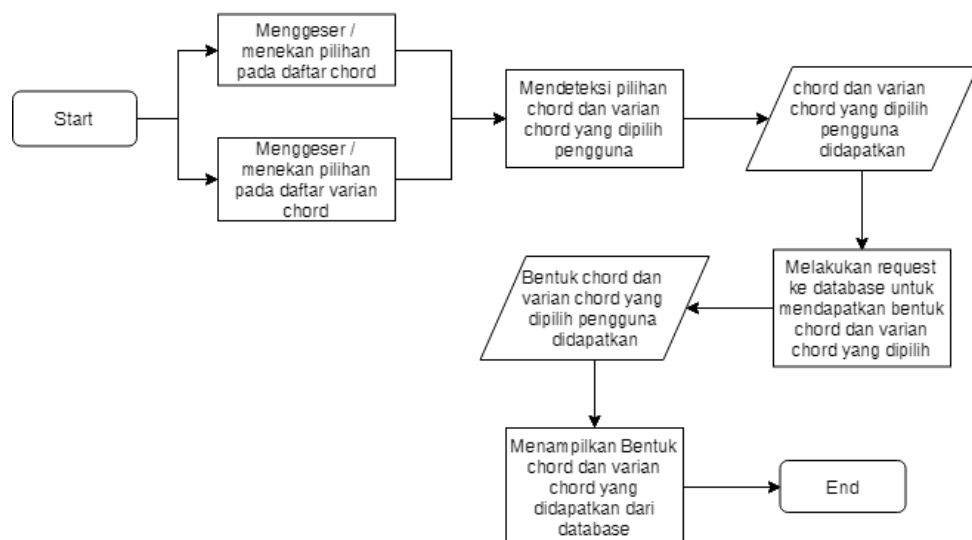 Start
Menggeser /
menekan pilihan
pada daftar chord
Menggeser /
menekan pilihan
pada daftar varian
chord
Mendeteksi pilihan
chord dan varian
chord yang dipilih
pengguna
chord dan varian
chord yang dipilih
pengguna
didapatkan
Melakukan request
ke database untuk
mendapatkan bentuk
chord dan varian
chord yang dipilih
Bentuk chord dan
varian chord yang
dipilih pengguna
didapatkan
Menampilkan Bentuk
chord dan varian
chord yang
didapatkan dari
database
End